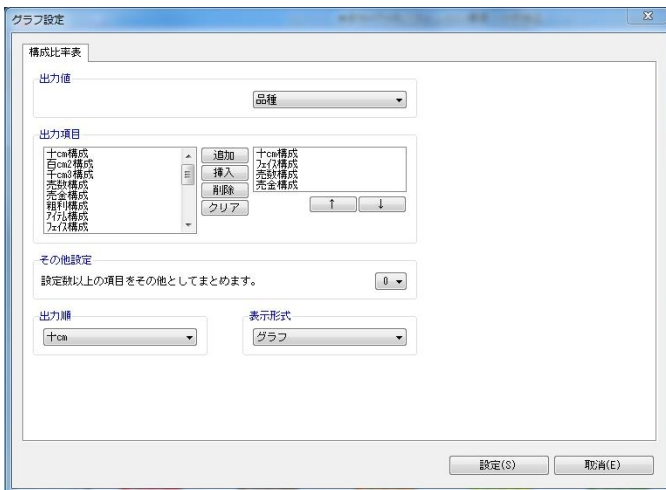 グラフ設定
構成比率表
出力値
品種
出力項目
十cm構成
百cm2構成
千cm3構成
売数構成
売金構成
粗利構成
ｱｲﾃﾑ構成
ﾌｪｲｽ構成
追加
挿入
削除
クリア
十cm構成
ﾌｪｲｽ構成
売数構成
売金構成
↑
↓
その他設定
設定数以上の項目をその他としてまとめます。
0
出力順
十cm
表示形式
グラフ
設定(S)
取消(E)